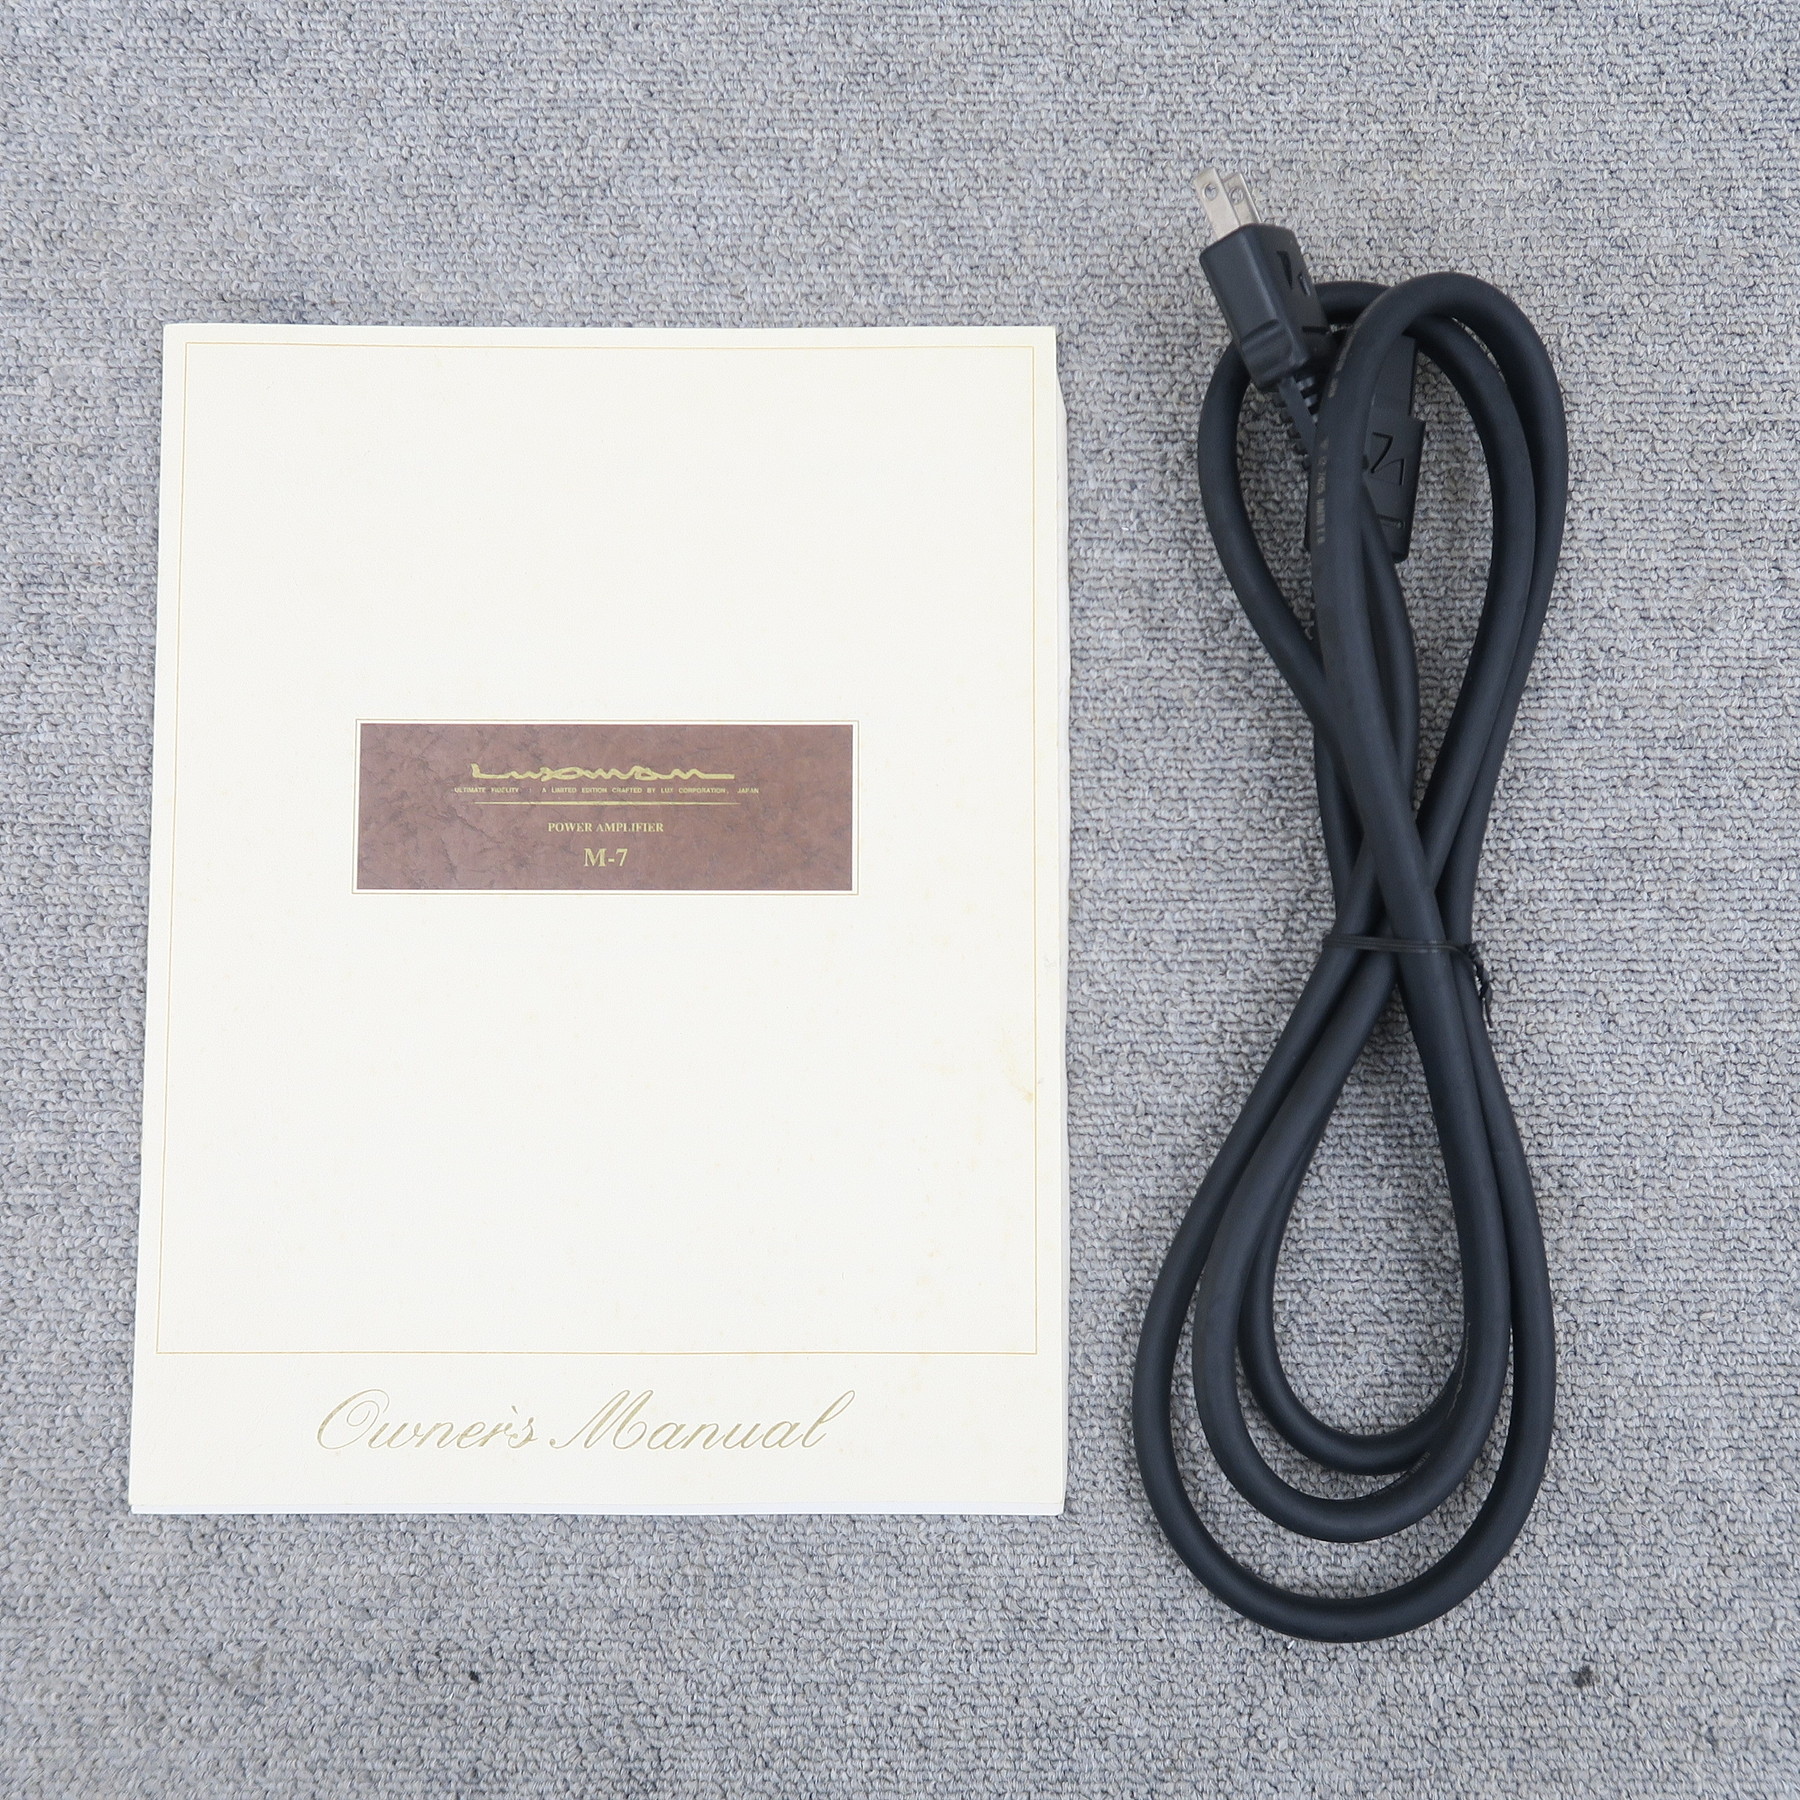 Luxman
ULTIMATE FIDELITY : A LIMITED EDITION CRAFTED BY LUX CORPORATION, JAPAN
POWER AMPLIFIER
M-7
Owner's Manual